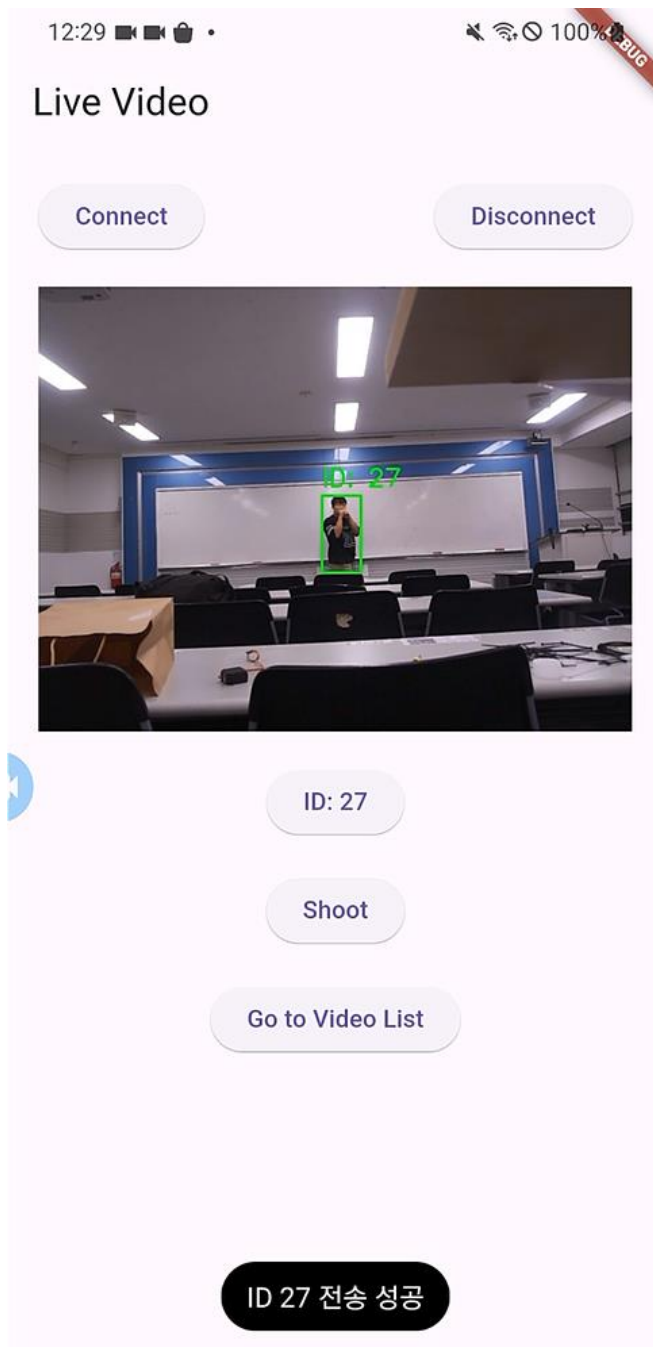 12:29
100%
DEBUG
Live Video
Connect
Disconnect
ID: 27
ID: 27
Shoot
Go to Video List
ID 27 전송 성공